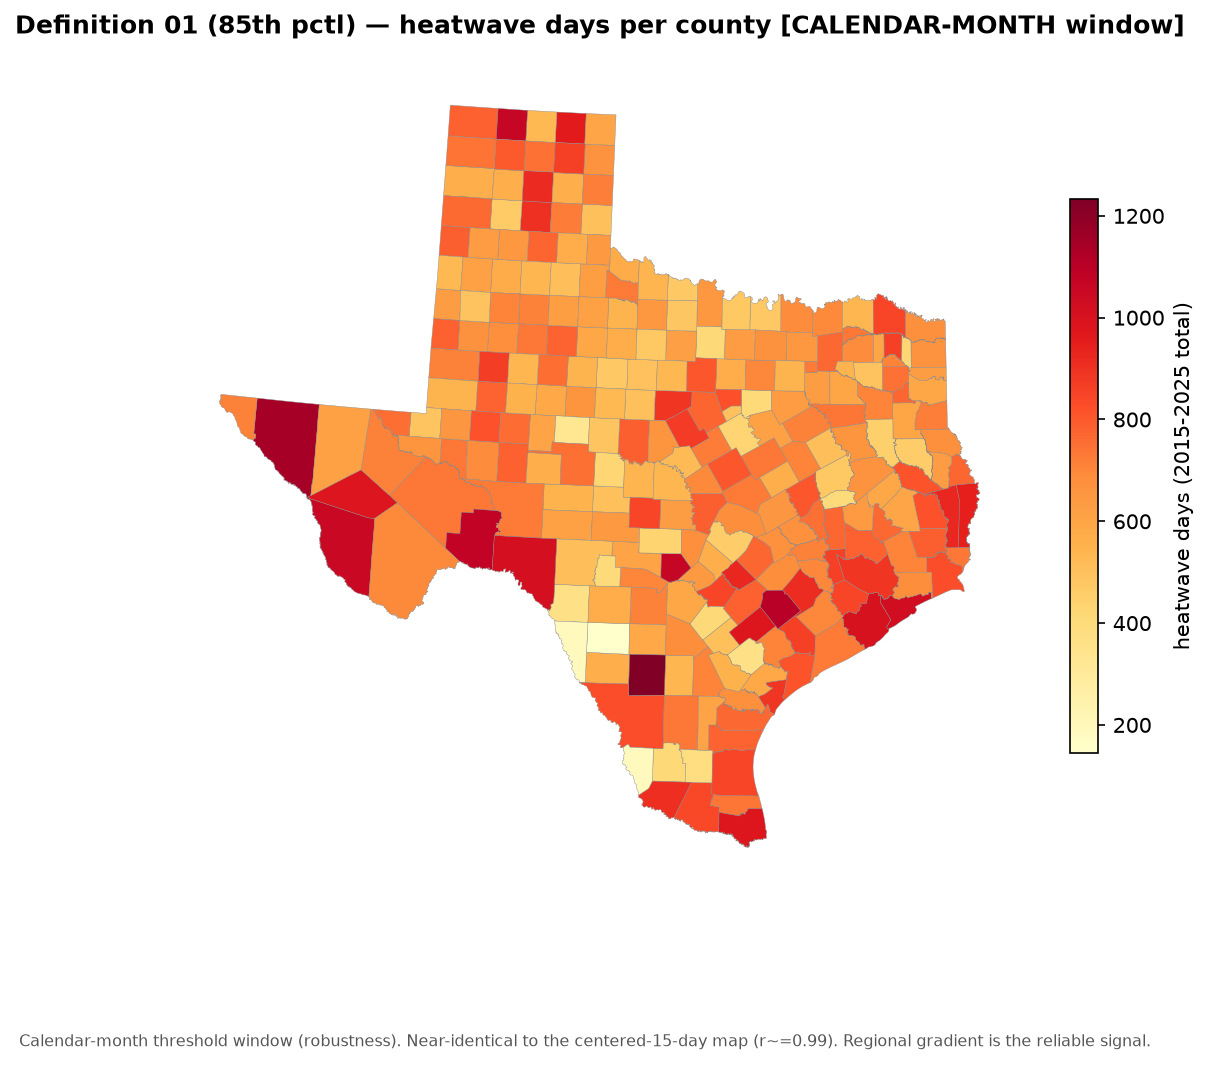 Definition 01 (85th pctl) — heatwave days per county [CALENDAR-MONTH window]
1200
1000
800
600
400
200
heatwave days (2015-2025 total)
Calendar-month threshold window (robustness). Near-identical to the centered-15-day map (r~=0.99). Regional gradient is the reliable signal.